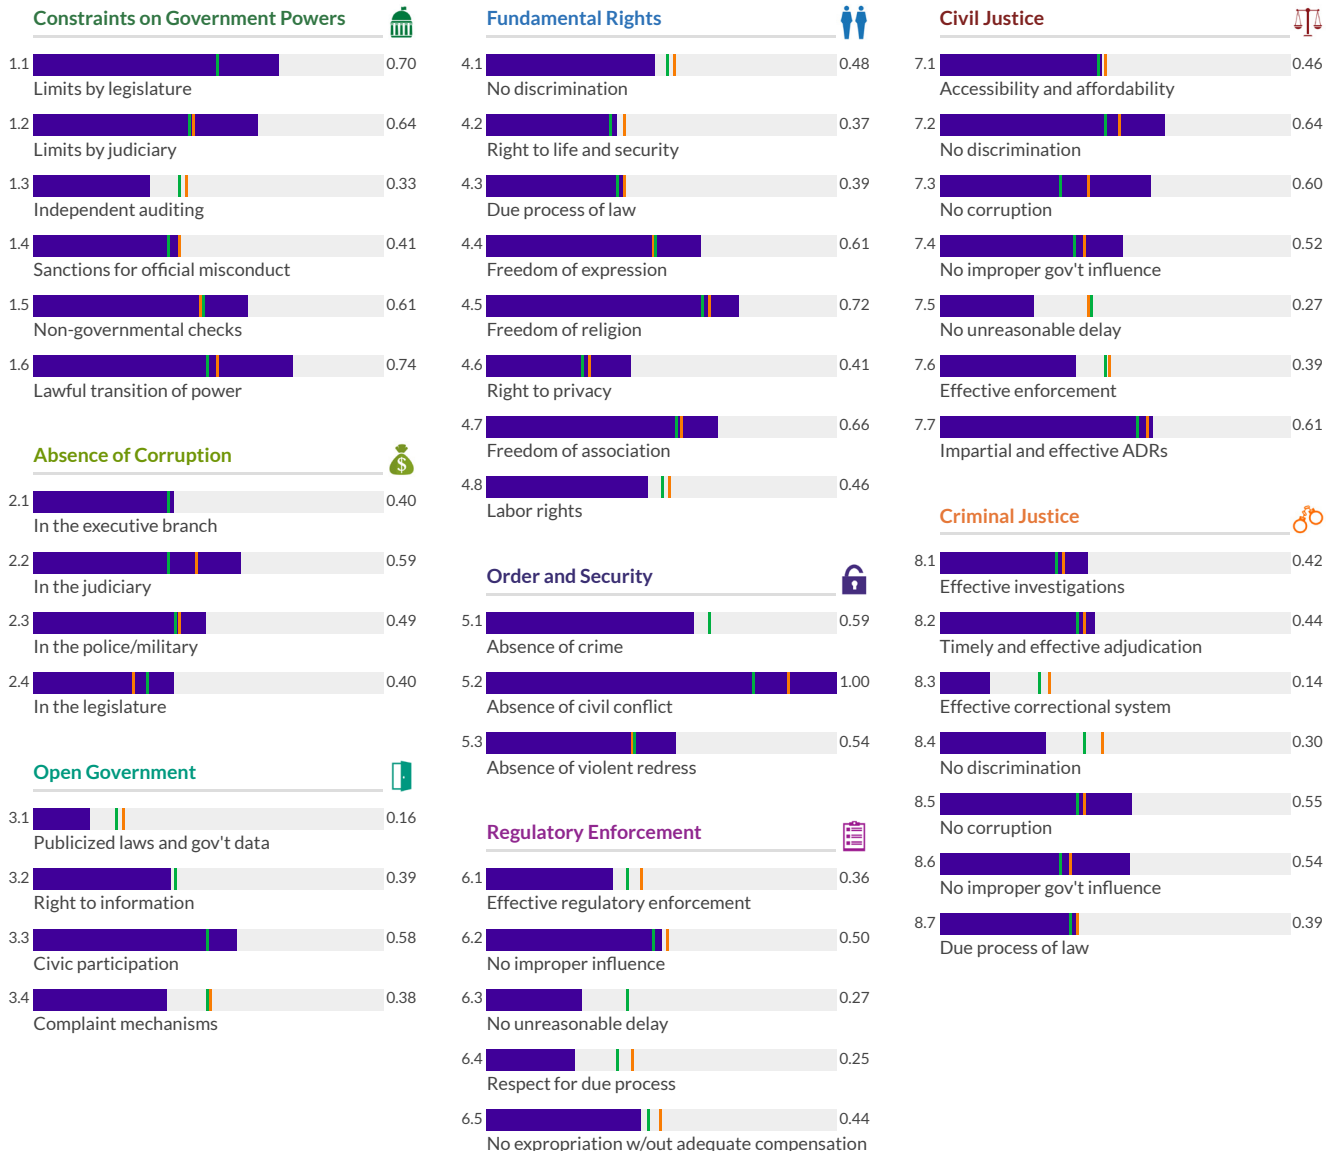 Constraints on Government Powers
1.1 0.70
Limits by legislature
1.2 0.64
Limits by judiciary
1.3 0.33
Independent auditing
1.4 0.41
Sanctions for official misconduct
1.5 0.61
Non-governmental checks
1.6 0.74
Lawful transition of power
Absence of Corruption
$
2.1 0.40
In the executive branch
2.2 0.59
In the judiciary
2.3 0.49
In the police/military
2.4 0.40
In the legislature
Open Government
3.1 0.16
Publicized laws and gov't data
3.2 0.39
Right to information
3.3 0.58
Civic participation
3.4 0.38
Complaint mechanisms
Fundamental Rights
4.1 0.48
No discrimination
4.2 0.37
Right to life and security
4.3 0.39
Due process of law
4.4 0.61
Freedom of expression
4.5 0.72
Freedom of religion
4.6 0.41
Right to privacy
4.7 0.66
Freedom of association
4.8 0.46
Labor rights
Order and Security
5.1 0.59
Absence of crime
5.2 1.00
Absence of civil conflict
5.3 0.54
Absence of violent redress
Regulatory Enforcement
6.1 0.36
Effective regulatory enforcement
6.2 0.50
No improper influence
6.3 0.27
No unreasonable delay
6.4 0.25
Respect for due process
6.5 0.44
No expropriation w/out adequate compensation
Civil Justice
7.1 0.46
Accessibility and affordability
7.2 0.64
No discrimination
7.3 0.60
No corruption
7.4 0.52
No improper gov't influence
7.5 0.27
No unreasonable delay
7.6 0.39
Effective enforcement
7.7 0.61
Impartial and effective ADRs
Criminal Justice
8.1 0.42
Effective investigations
8.2 0.44
Timely and effective adjudication
8.3 0.14
Effective correctional system
8.4 0.30
No discrimination
8.5 0.55
No corruption
8.6 0.54
No improper gov't influence
8.7 0.39
Due process of law